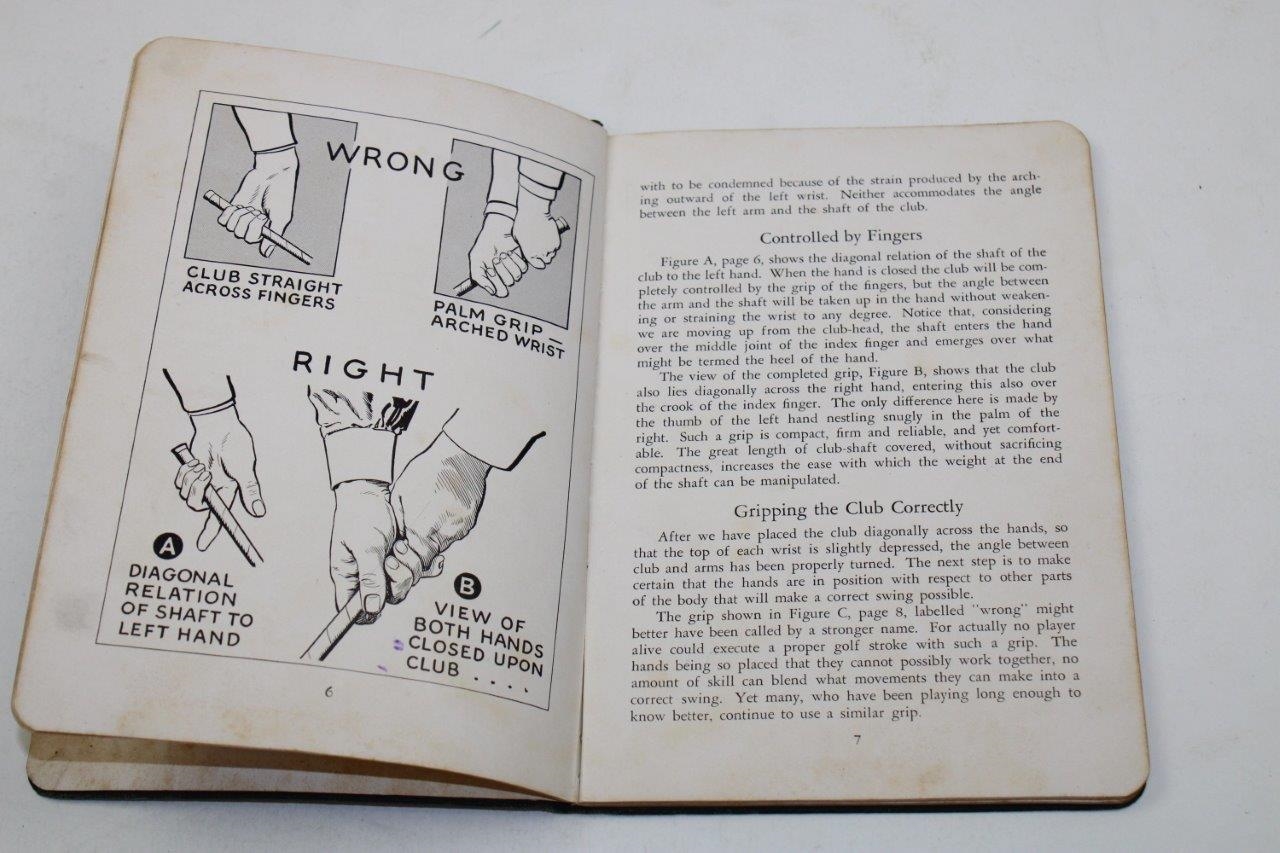 WRONG
CLUB STRAIGHT
ACROSS FINGERS
PALM GRIP –
ARCHED WRIST
RIGHT
A
DIAGONAL
RELATION
OF SHAFT TO
LEFT HAND
B
VIEW OF
BOTH HANDS
CLOSED UPON
CLUB . . . .
6
with to be condemned because of the strain produced by the arch-
ing outward of the left wrist. Neither accommodates the angle
between the left arm and the shaft of the club.
Controlled by Fingers
Figure A, page 6, shows the diagonal relation of the shaft of the
club to the left hand. When the hand is closed the club will be com-
pletely controlled by the grip of the fingers, but the angle between
the arm and the shaft will be taken up in the hand without weaken-
ing or straining the wrist to any degree. Notice that, considering
we are moving up from the club-head, the shaft enters the hand
over the middle joint of the index finger and emerges over what
might be termed the heel of the hand.
The view of the completed grip, Figure B, shows that the club
also lies diagonally across the right hand, entering this also over
the crook of the index finger. The only difference here is made by
the thumb of the left hand nestling snugly in the palm of the
right. Such a grip is compact, firm and reliable, and yet comfort-
able. The great length of club-shaft covered, without sacrificing
compactness, increases the ease with which the weight at the end
of the shaft can be manipulated.
Gripping the Club Correctly
After we have placed the club diagonally across the hands, so
that the top of each wrist is slightly depressed, the angle between
club and arms has been properly turned. The next step is to make
certain that the hands are in position with respect to other parts
of the body that will make a correct swing possible.
The grip shown in Figure C, page 8, labelled "wrong" might
better have been called by a stronger name. For actually no player
alive could execute a proper golf stroke with such a grip. The
hands being so placed that they cannot possibly work together, no
amount of skill can blend what movements they can make into a
correct swing. Yet many, who have been playing long enough to
know better, continue to use a similar grip.
7